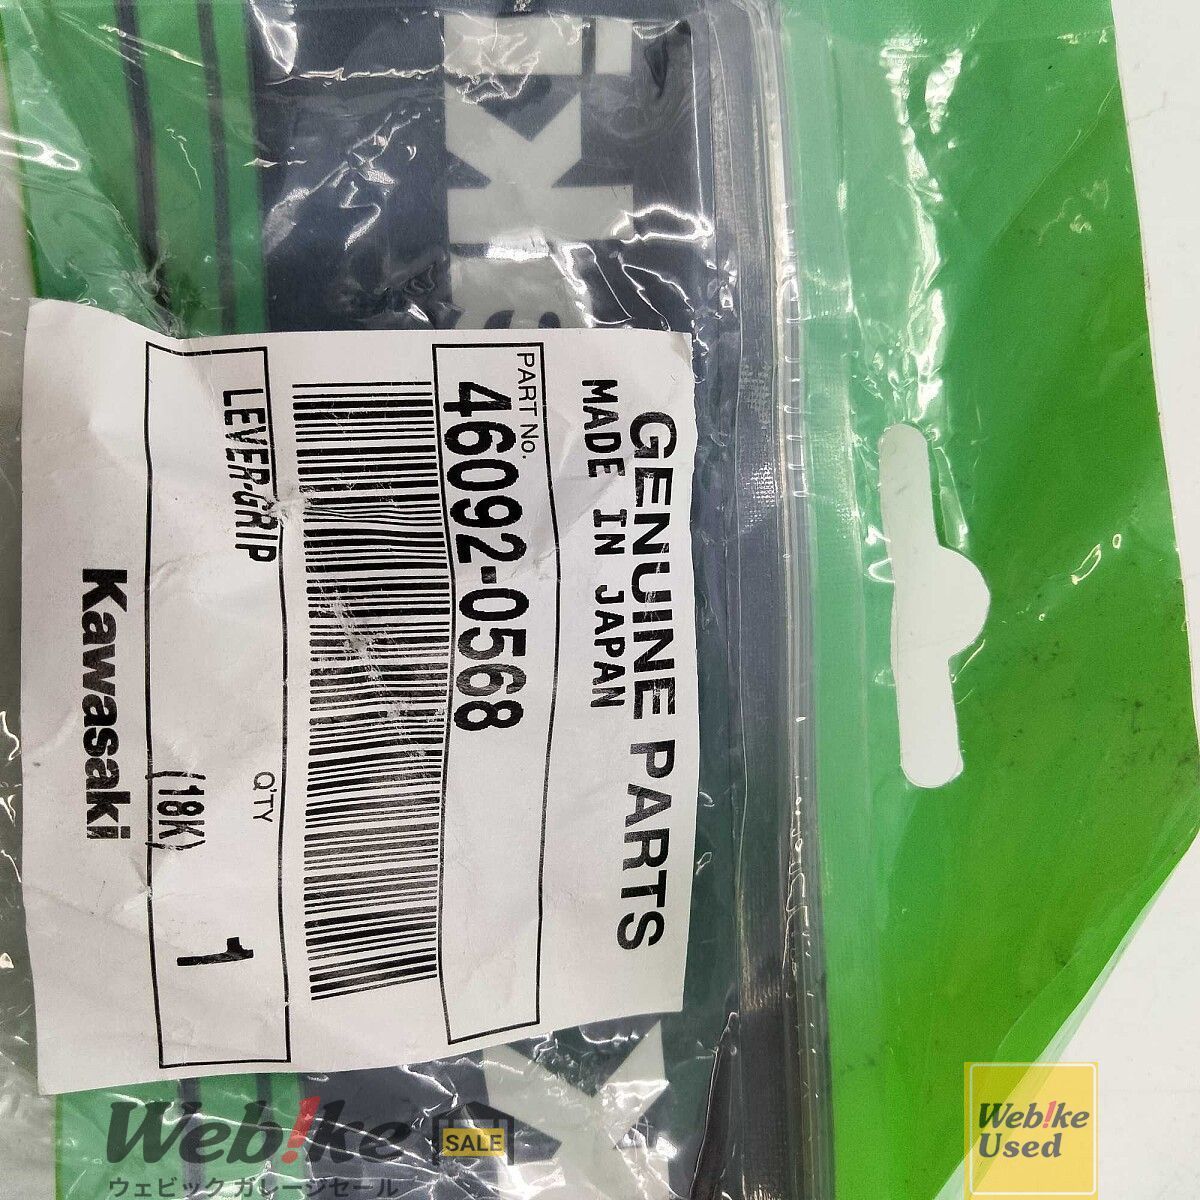 GENUINE PARTS
MADE IN JAPAN
PART No.
46092-0568
LEVER-GRIP
Q'TY
(18K)
1
Kawasaki
Web!ke
SALE
ウェビック ガレージセール
Web!ke
Used